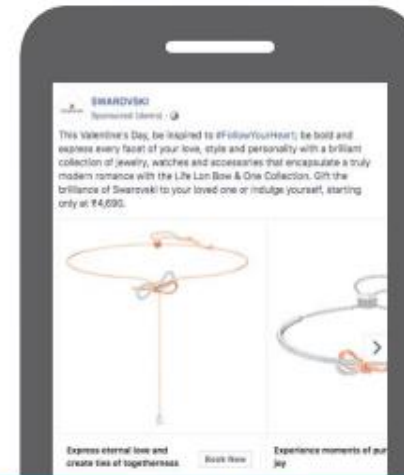 SWAROVSKI
Sponsored (demo) ·
This Valentine's Day, be inspired to #FollowYourHeart; be bold and
express every facet of your love, style and personality with a brilliant
collection of jewelry, watches and accessories that encapsulate a truly
modern romance with the Life Lon Bow & One Collection. Gift the
brilliance of Swarovski to your loved one or indulge yourself, starting
only at ₹4,690.
Express eternal love and
create ties of togetherness
Book Now
Experience moments of pur
joy